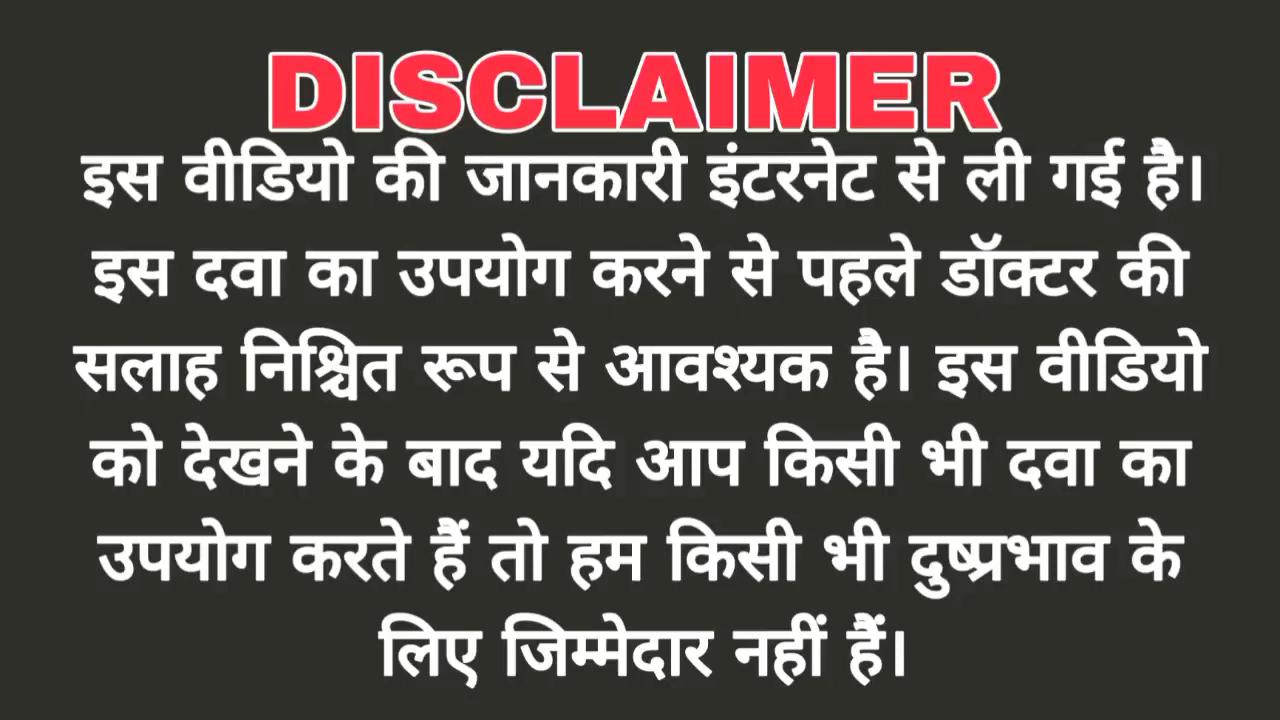 DISCLAIMER
इस वीडियो की जानकारी इंटरनेट से ली गई है।
इस दवा का उपयोग करने से पहले डॉक्टर की
सलाह निश्चित रूप से आवश्यक है। इस वीडियो
को देखने के बाद यदि आप किसी भी दवा का
उपयोग करते हैं तो हम किसी भी दुष्प्रभाव के
लिए जिम्मेदार नहीं हैं।